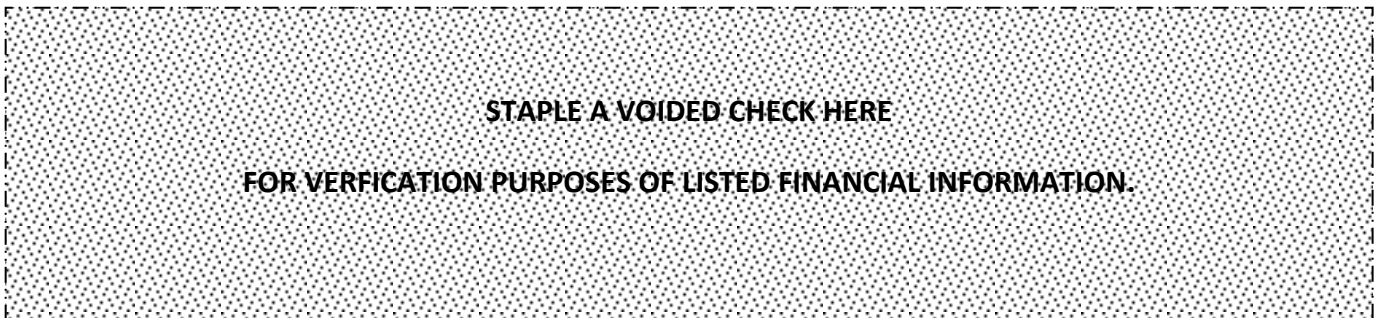 STAPLE A VOIDED CHECK HERE
FOR VERFICATION PURPOSES OF LISTED FINANCIAL INFORMATION.